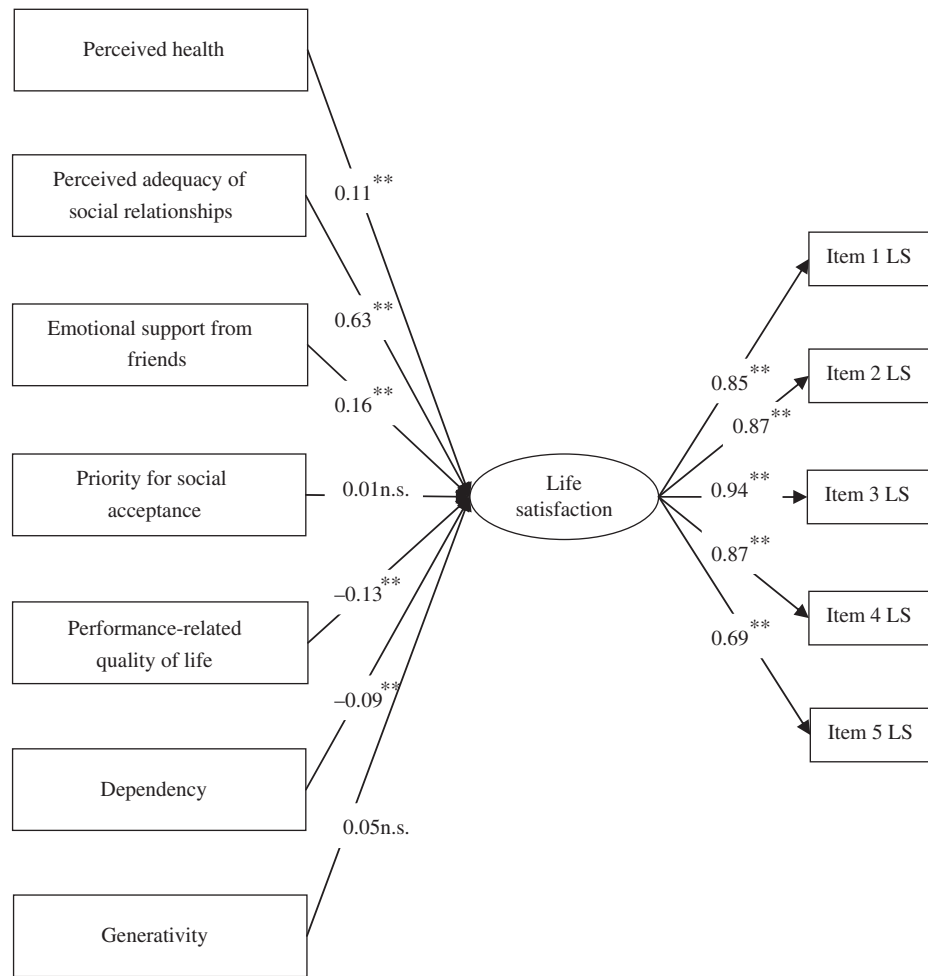 Perceived health
Perceived adequacy of
social relationships
Emotional support from
friends
Priority for social
acceptance
Performance-related
quality of life
Dependency
Generativity
0.11**
0.63**
0.16**
0.01n.s.
–0.13**
–0.09**
0.05n.s.
Life
satisfaction
0.85**
0.87**
0.94**
0.87**
0.69**
Item 1 LS
Item 2 LS
Item 3 LS
Item 4 LS
Item 5 LS